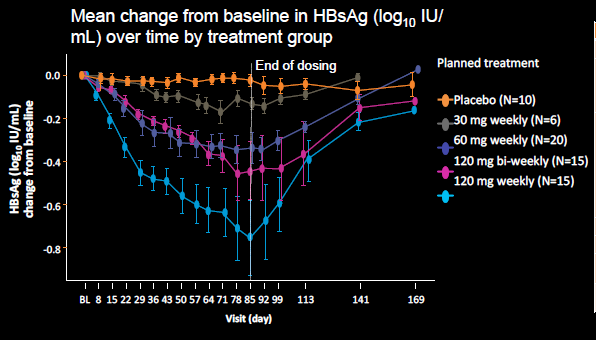 Mean change from baseline in HBsAg (log10 IU/
mL) over time by treatment group
End of dosing
Planned treatment
Placebo (N=10)
30 mg weekly (N=6)
60 mg weekly (N=20)
120 mg bi-weekly (N=15)
120 mg weekly (N=15)
HBsAg (log10 IU/mL)
change from baseline
0.0
-0.2
-0.4
-0.6
-0.8
BL 8 15 22 29 36 43 50 57 64 71 78 85 92 99 113 141 169
Visit (day)